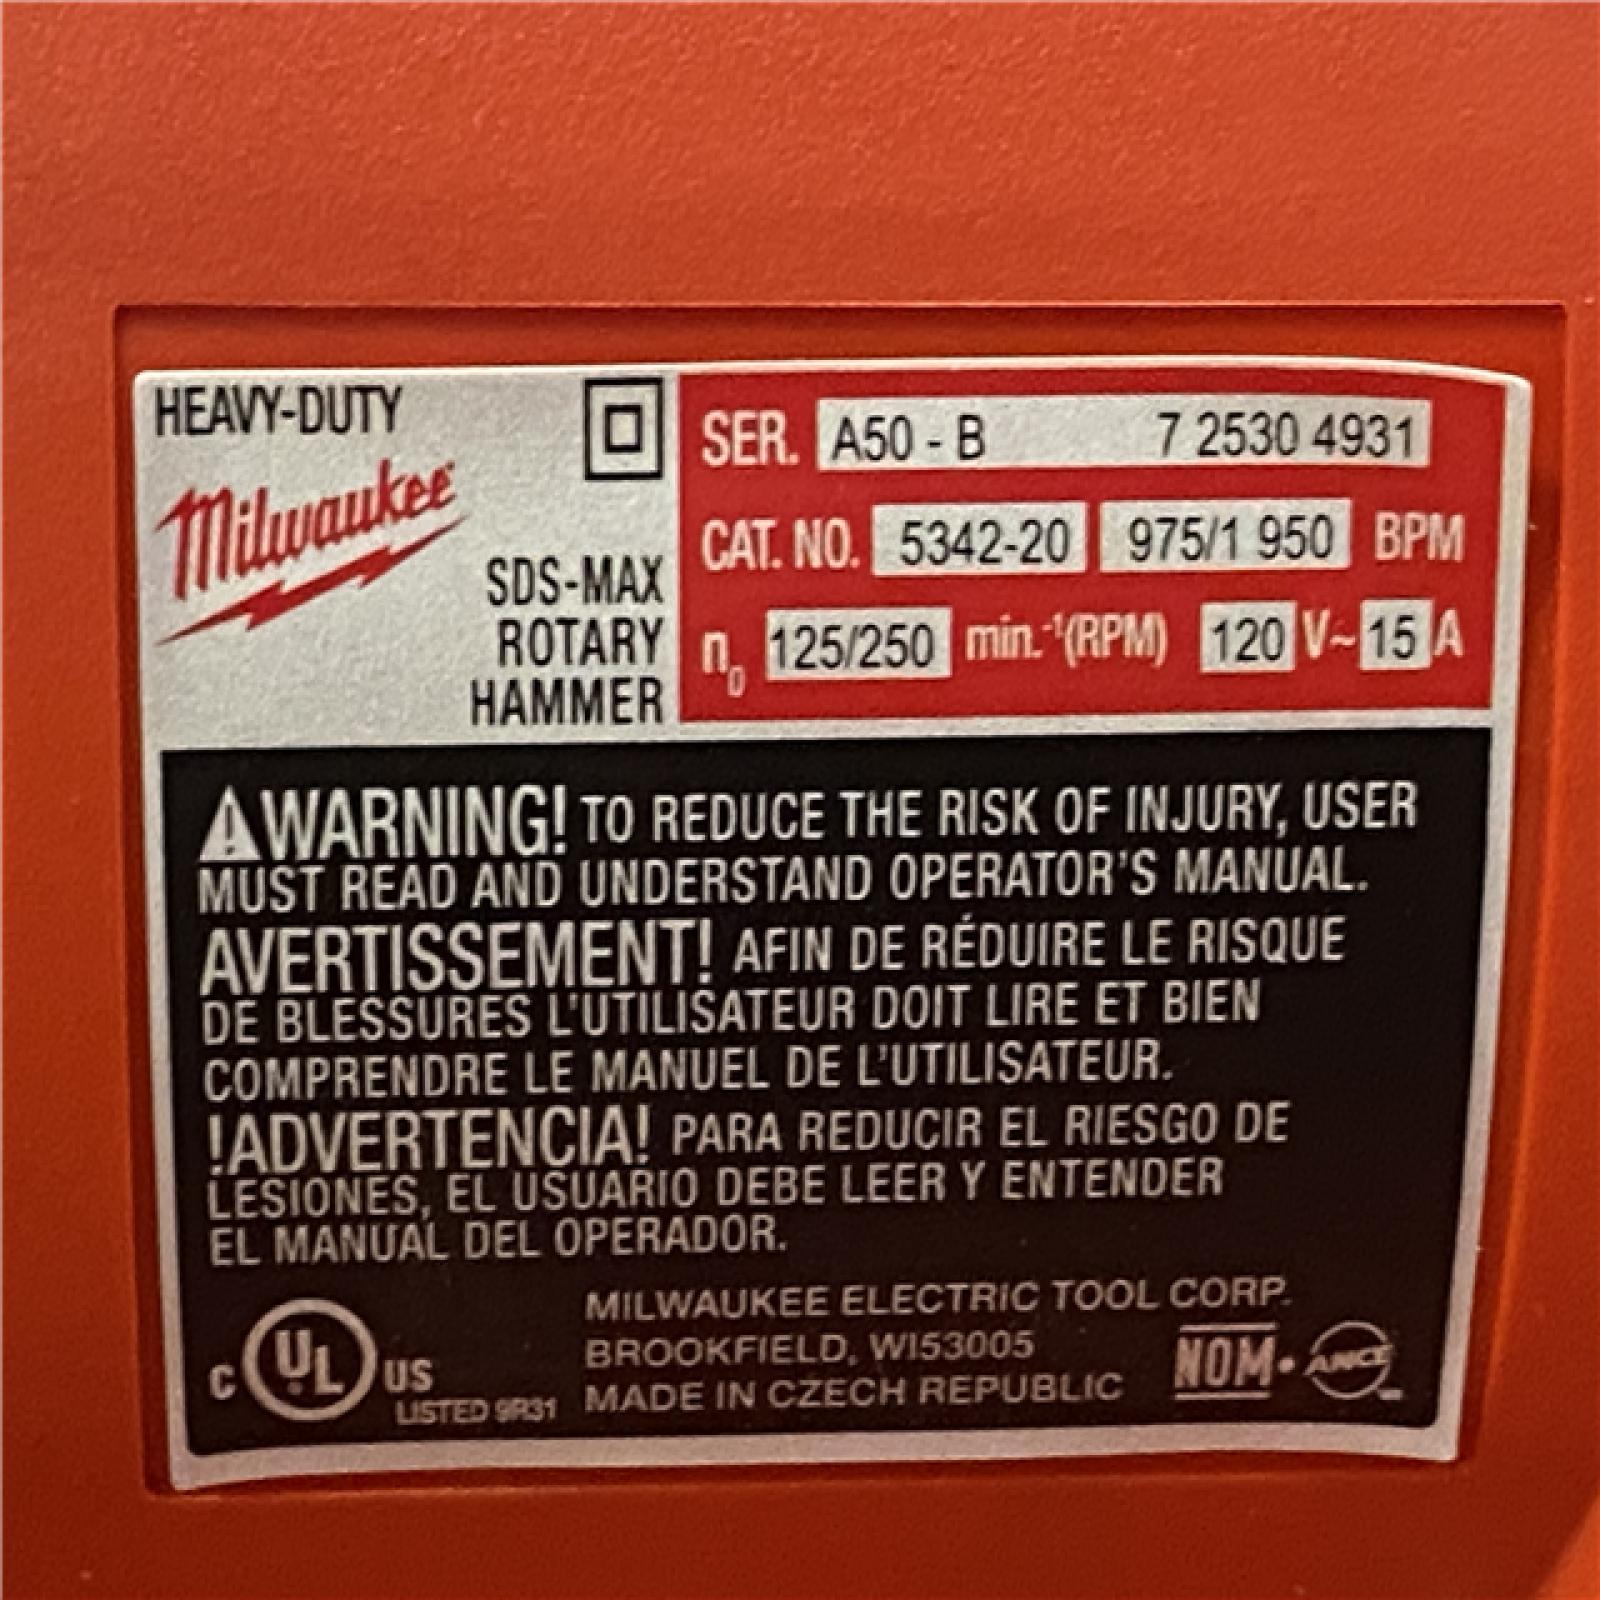 HEAVY-DUTY
Milwaukee
SDS-MAX
ROTARY
HAMMER
SER. A50 - B 7 2530 4931
CAT. NO. 5342-20 975/1 950 BPM
n0 125/250 min.-1(RPM) 120 V~ 15 A
WARNING! TO REDUCE THE RISK OF INJURY, USER
MUST READ AND UNDERSTAND OPERATOR'S MANUAL.
AVERTISSEMENT! AFIN DE RÉDUIRE LE RISQUE
DE BLESSURES L'UTILISATEUR DOIT LIRE ET BIEN
COMPRENDRE LE MANUEL DE L'UTILISATEUR.
!ADVERTENCIA! PARA REDUCIR EL RIESGO DE
LESIONES, EL USUARIO DEBE LEER Y ENTENDER
EL MANUAL DEL OPERADOR.
C UL US
LISTED 9R31
MILWAUKEE ELECTRIC TOOL CORP.
BROOKFIELD, WI53005
MADE IN CZECH REPUBLIC
NOM · ANCE